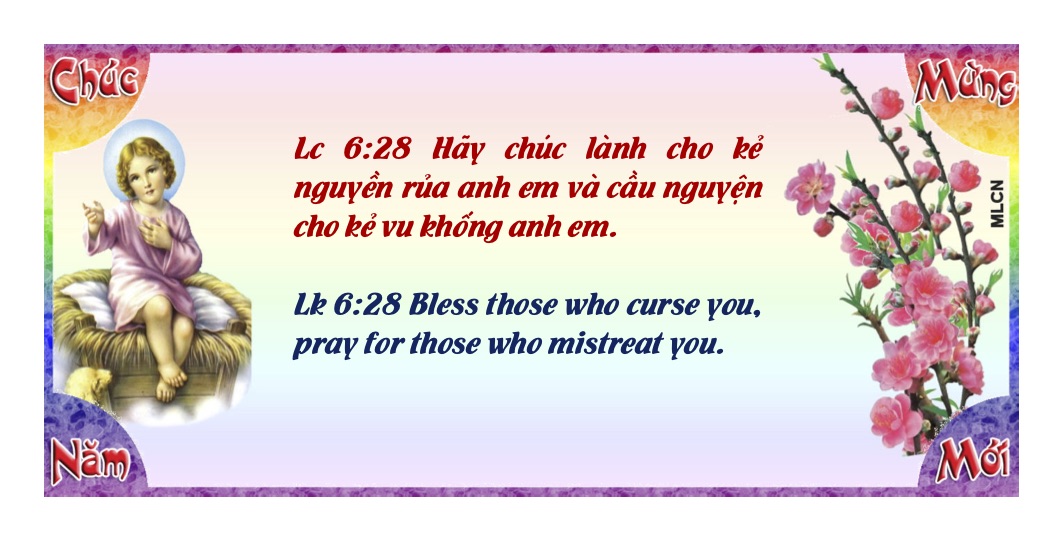 Chúc
Mừng
Lc 6:28 Hãy chúc lành cho kẻ
nguyền rủa anh em và cầu nguyện
cho kẻ vu khống anh em.
MLCN
Lk 6:28 Bless those who curse you,
pray for those who mistreat you.
Năm
Mới